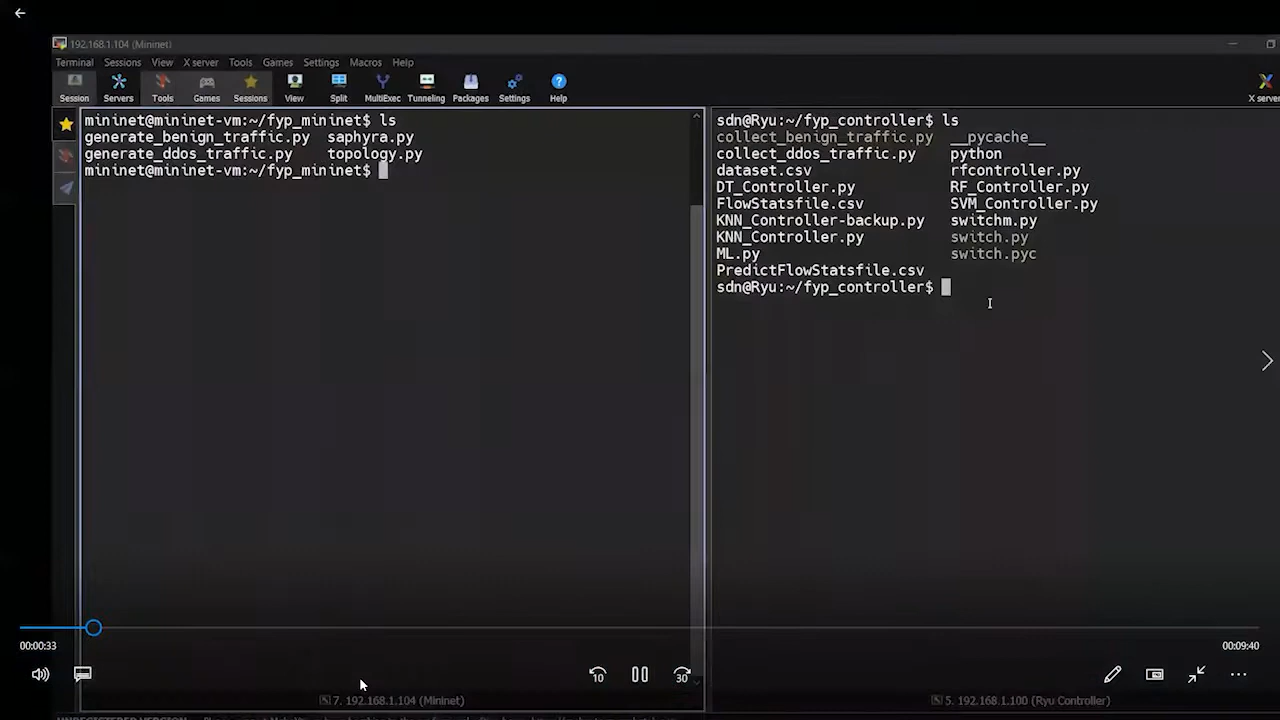 192.168.1.104 (Mininet)
Terminal Sessions View X server Tools Games Settings Macros Help
Session Servers Tools Games Sessions View Split MultiExec Tunneling Packages Settings Help X server
mininet@mininet-vm:~/fyp_mininet$ ls
generate_benign_traffic.py saphyra.py
generate_ddos_traffic.py topology.py
mininet@mininet-vm:~/fyp_mininet$
sdn@Ryu:~/fyp_controller$ ls
collect_benign_traffic.py __pycache__
collect_ddos_traffic.py python
dataset.csv rfcontroller.py
DT_Controller.py RF_Controller.py
FlowStatsfile.csv SVM_Controller.py
KNN_Controller-backup.py switchm.py
KNN_Controller.py switch.py
ML.py switch.pyc
PredictFlowStatsfile.csv
sdn@Ryu:~/fyp_controller$
00:00:33 00:09:40
10 30
7. 192.168.1.104 (Mininet) 5. 192.168.1.100 (Ryu Controller)
UNREGISTERED VERSION